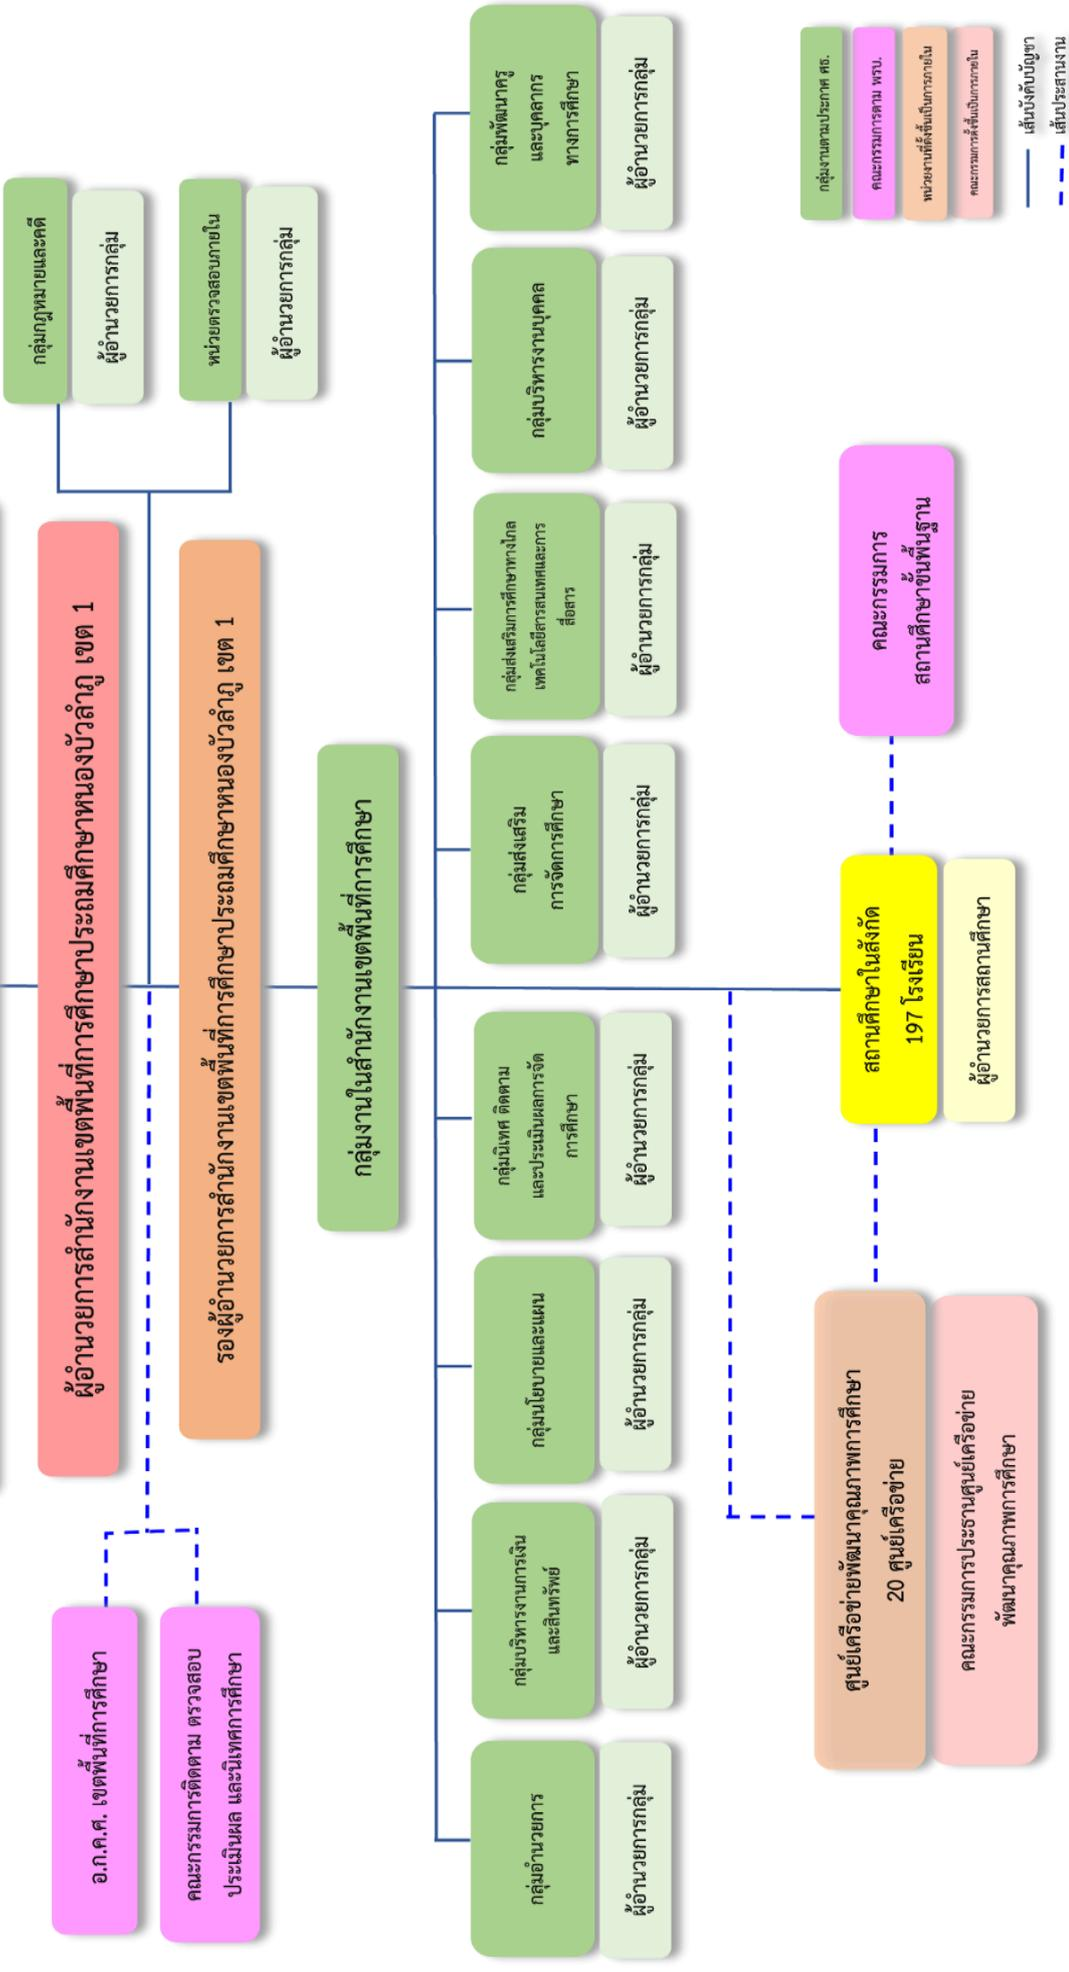 ผู้อำนวยการสำนักงานเขตพื้นที่การศึกษาประถมศึกษาหนองบัวลำภู เขต 1
อ.ก.ค.ศ. เขตพื้นที่การศึกษา
คณะกรรมการติดตาม ตรวจสอบ
ประเมินผล และนิเทศการศึกษา
กลุ่มกฎหมายและคดี
ผู้อำนวยการกลุ่ม
หน่วยตรวจสอบภายใน
ผู้อำนวยการกลุ่ม
รองผู้อำนวยการสำนักงานเขตพื้นที่การศึกษาประถมศึกษาหนองบัวลำภู เขต 1
กลุ่มงานในสำนักงานเขตพื้นที่การศึกษา
กลุ่มอำนวยการ
ผู้อำนวยการกลุ่ม
กลุ่มบริหารงานการเงิน
และสินทรัพย์
ผู้อำนวยการกลุ่ม
กลุ่มนโยบายและแผน
ผู้อำนวยการกลุ่ม
กลุ่มนิเทศ ติดตาม
และประเมินผลการจัด
การศึกษา
ผู้อำนวยการกลุ่ม
กลุ่มส่งเสริม
การจัดการศึกษา
ผู้อำนวยการกลุ่ม
กลุ่มส่งเสริมการศึกษาทางไกล
เทคโนโลยีสารสนเทศและการ
สื่อสาร
ผู้อำนวยการกลุ่ม
กลุ่มบริหารงานบุคคล
ผู้อำนวยการกลุ่ม
กลุ่มพัฒนาครู
และบุคลากร
ทางการศึกษา
ผู้อำนวยการกลุ่ม
ศูนย์เครือข่ายพัฒนาคุณภาพการศึกษา
20 ศูนย์เครือข่าย
คณะกรรมการประธานศูนย์เครือข่าย
พัฒนาคุณภาพการศึกษา
สถานศึกษาในสังกัด
197 โรงเรียน
ผู้อำนวยการสถานศึกษา
คณะกรรมการ
สถานศึกษาขั้นพื้นฐาน
กลุ่มงานตามประกาศ ศธ.
คณะกรรมการตาม พรบ.
หน่วยงานที่ตั้งขึ้นเป็นการภายใน
คณะกรรมการตั้งขึ้นเป็นการภายใน
เส้นบังคับบัญชา
เส้นประสานงาน